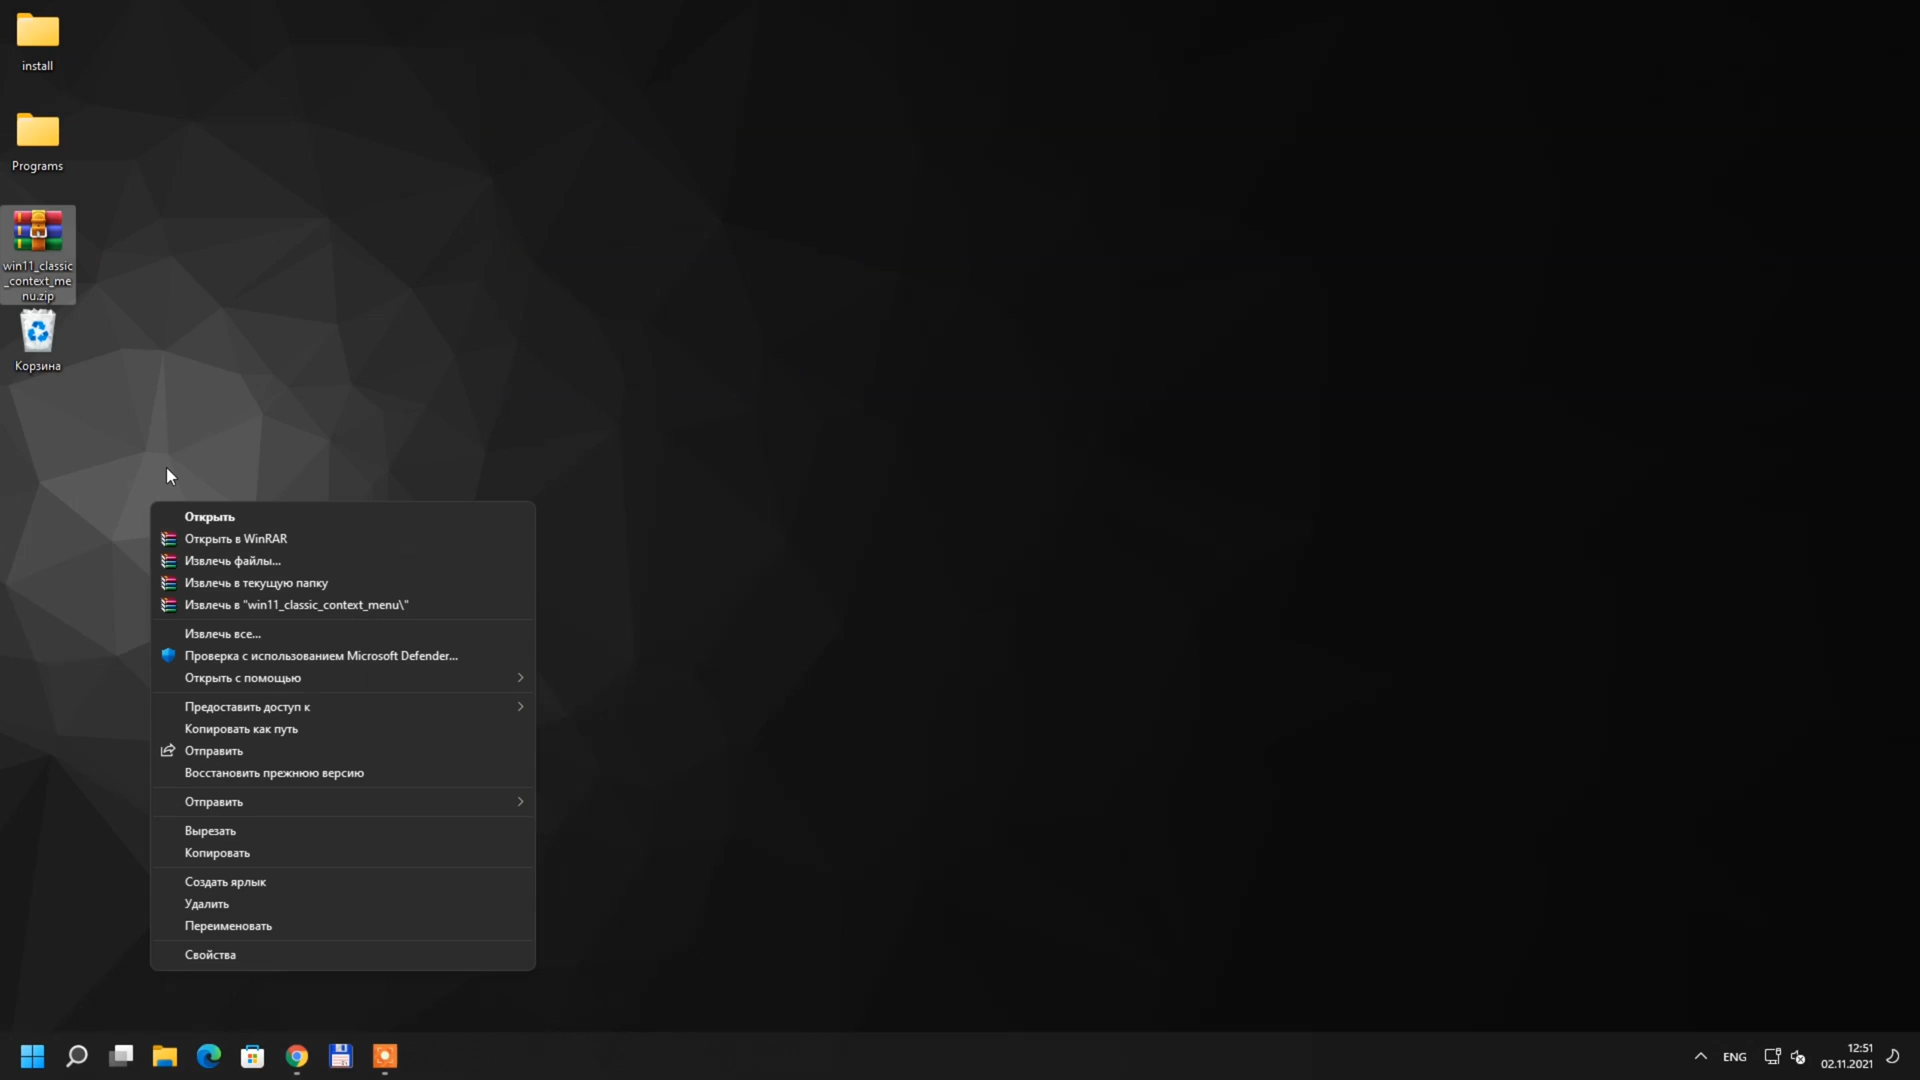 install
Programs
win11_classic
_context_me
nu.zip
Корзина
Открыть
Открыть в WinRAR
Извлечь файлы...
Извлечь в текущую папку
Извлечь в "win11_classic_context_menu\"
Извлечь все...
Проверка с использованием Microsoft Defender...
Открыть с помощью
Предоставить доступ к
Копировать как путь
Отправить
Восстановить прежнюю версию
Отправить
Вырезать
Копировать
Создать ярлык
Удалить
Переименовать
Свойства
ENG
12:51
02.11.2021